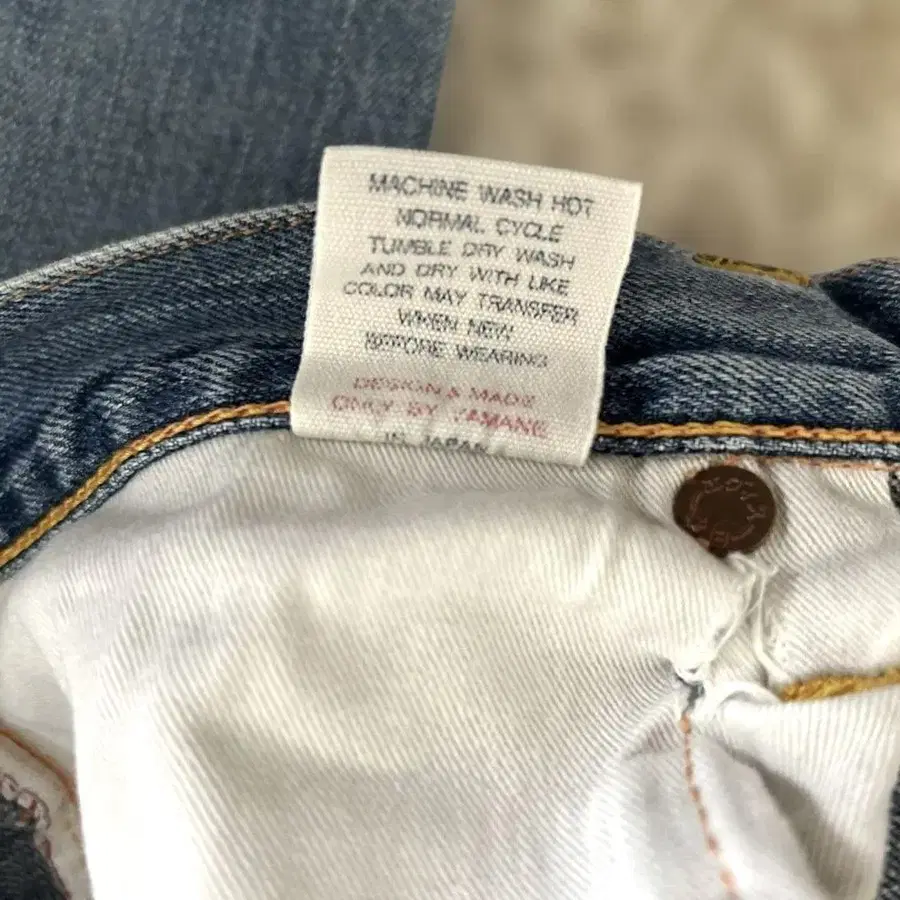 MACHINE WASH HOT
NORMAL CYCLE
TUMBLE DRY WASH
AND DRY WITH LIKE
COLOR MAY TRANSFER
WHEN NEW
BEFORE WEARING
DESIGN & MADE
ONLY BY YAMANE
IN JAPAN